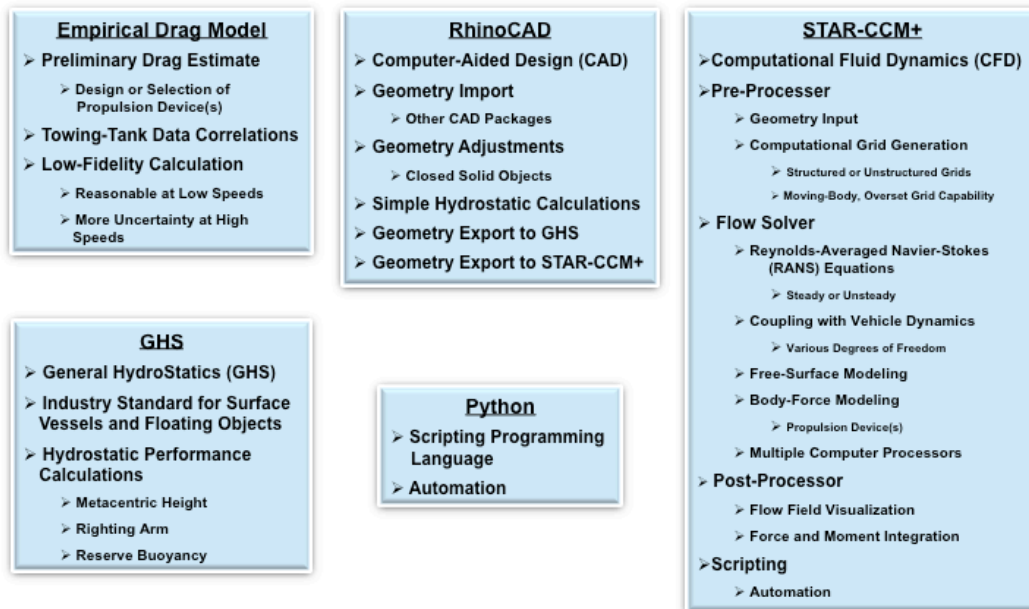 Empirical Drag Model
➢ Preliminary Drag Estimate
➢ Design or Selection of
Propulsion Device(s)
➢ Towing-Tank Data Correlations
➢ Low-Fidelity Calculation
➢ Reasonable at Low Speeds
➢ More Uncertainty at High
Speeds
RhinoCAD
➢ Computer-Aided Design (CAD)
➢ Geometry Import
➢ Other CAD Packages
➢ Geometry Adjustments
➢ Closed Solid Objects
➢ Simple Hydrostatic Calculations
➢ Geometry Export to GHS
➢ Geometry Export to STAR-CCM+
STAR-CCM+
➢Computational Fluid Dynamics (CFD)
➢Pre-Processer
➢ Geometry Input
➢ Computational Grid Generation
➢ Structured or Unstructured Grids
➢ Moving-Body, Overset Grid Capability
➢ Flow Solver
➢ Reynolds-Averaged Navier-Stokes
(RANS) Equations
➢ Steady or Unsteady
➢ Coupling with Vehicle Dynamics
➢ Various Degrees of Freedom
➢ Free-Surface Modeling
➢ Body-Force Modeling
➢ Propulsion Device(s)
➢ Multiple Computer Processors
➢ Post-Processor
➢ Flow Field Visualization
➢ Force and Moment Integration
➢Scripting
➢ Automation
GHS
➢ General HydroStatics (GHS)
➢ Industry Standard for Surface
Vessels and Floating Objects
➢ Hydrostatic Performance
Calculations
➢ Metacentric Height
➢ Righting Arm
➢ Reserve Buoyancy
Python
➢ Scripting Programming
Language
➢ Automation